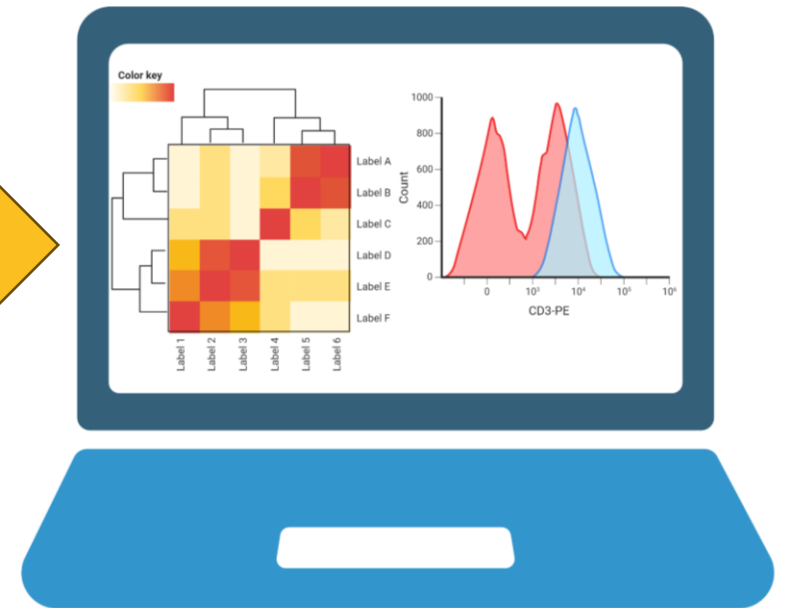 Color key
Label A
Label B
Label C
Label D
Label E
Label F
Label 1
Label 2
Label 3
Label 4
Label 5
Label 6
1000
800
600
400
200
0
Count
0 10³ 10⁴ 10⁵ 10⁶
CD3-PE